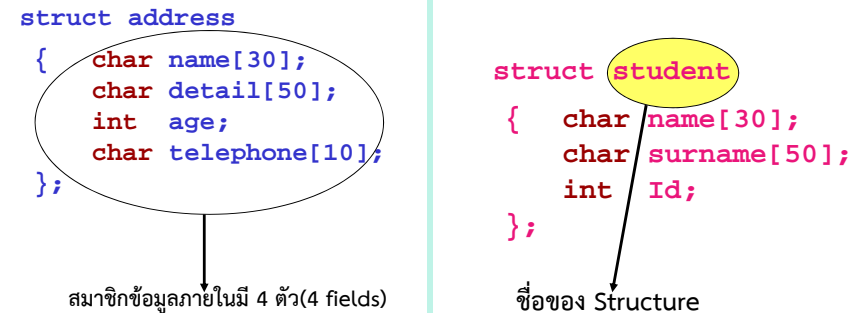 struct address
{ char name[30];
char detail[50];
int age;
char telephone[10];
};
สมาชิกข้อมูลภายในมี 4 ตัว(4 fields)
struct student
{ char name[30];
char surname[50];
int Id;
};
ชื่อของ Structure